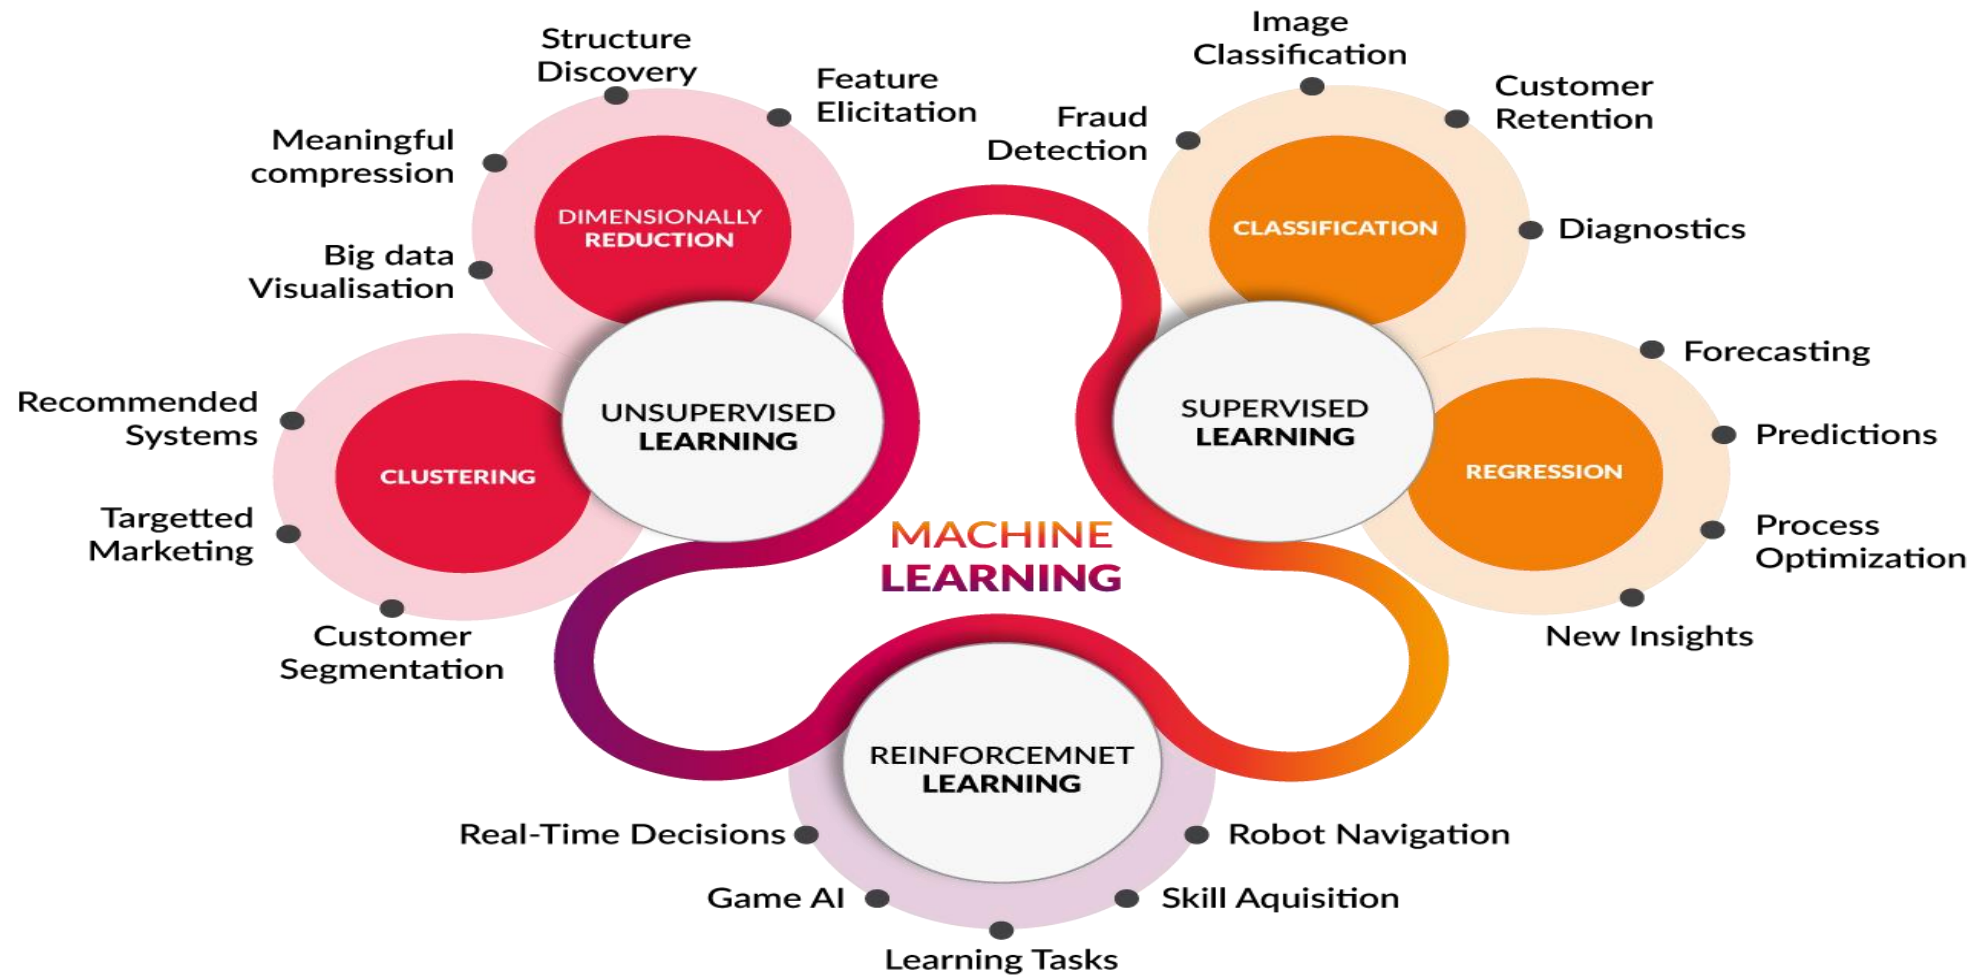 Structure
Discovery
Feature
Elicitation
Meaningful
compression
Big data
Visualisation
DIMENSIONALLY
REDUCTION
Recommended
Systems
Targetted
Marketing
Customer
Segmentation
CLUSTERING
UNSUPERVISED
LEARNING
Image
Classification
Fraud
Detection
Customer
Retention
Diagnostics
CLASSIFICATION
SUPERVISED
LEARNING
Forecasting
Predictions
Process
Optimization
New Insights
REGRESSION
MACHINE
LEARNING
REINFORCEMNET
LEARNING
Real-Time Decisions
Game AI
Learning Tasks
Skill Aquisition
Robot Navigation